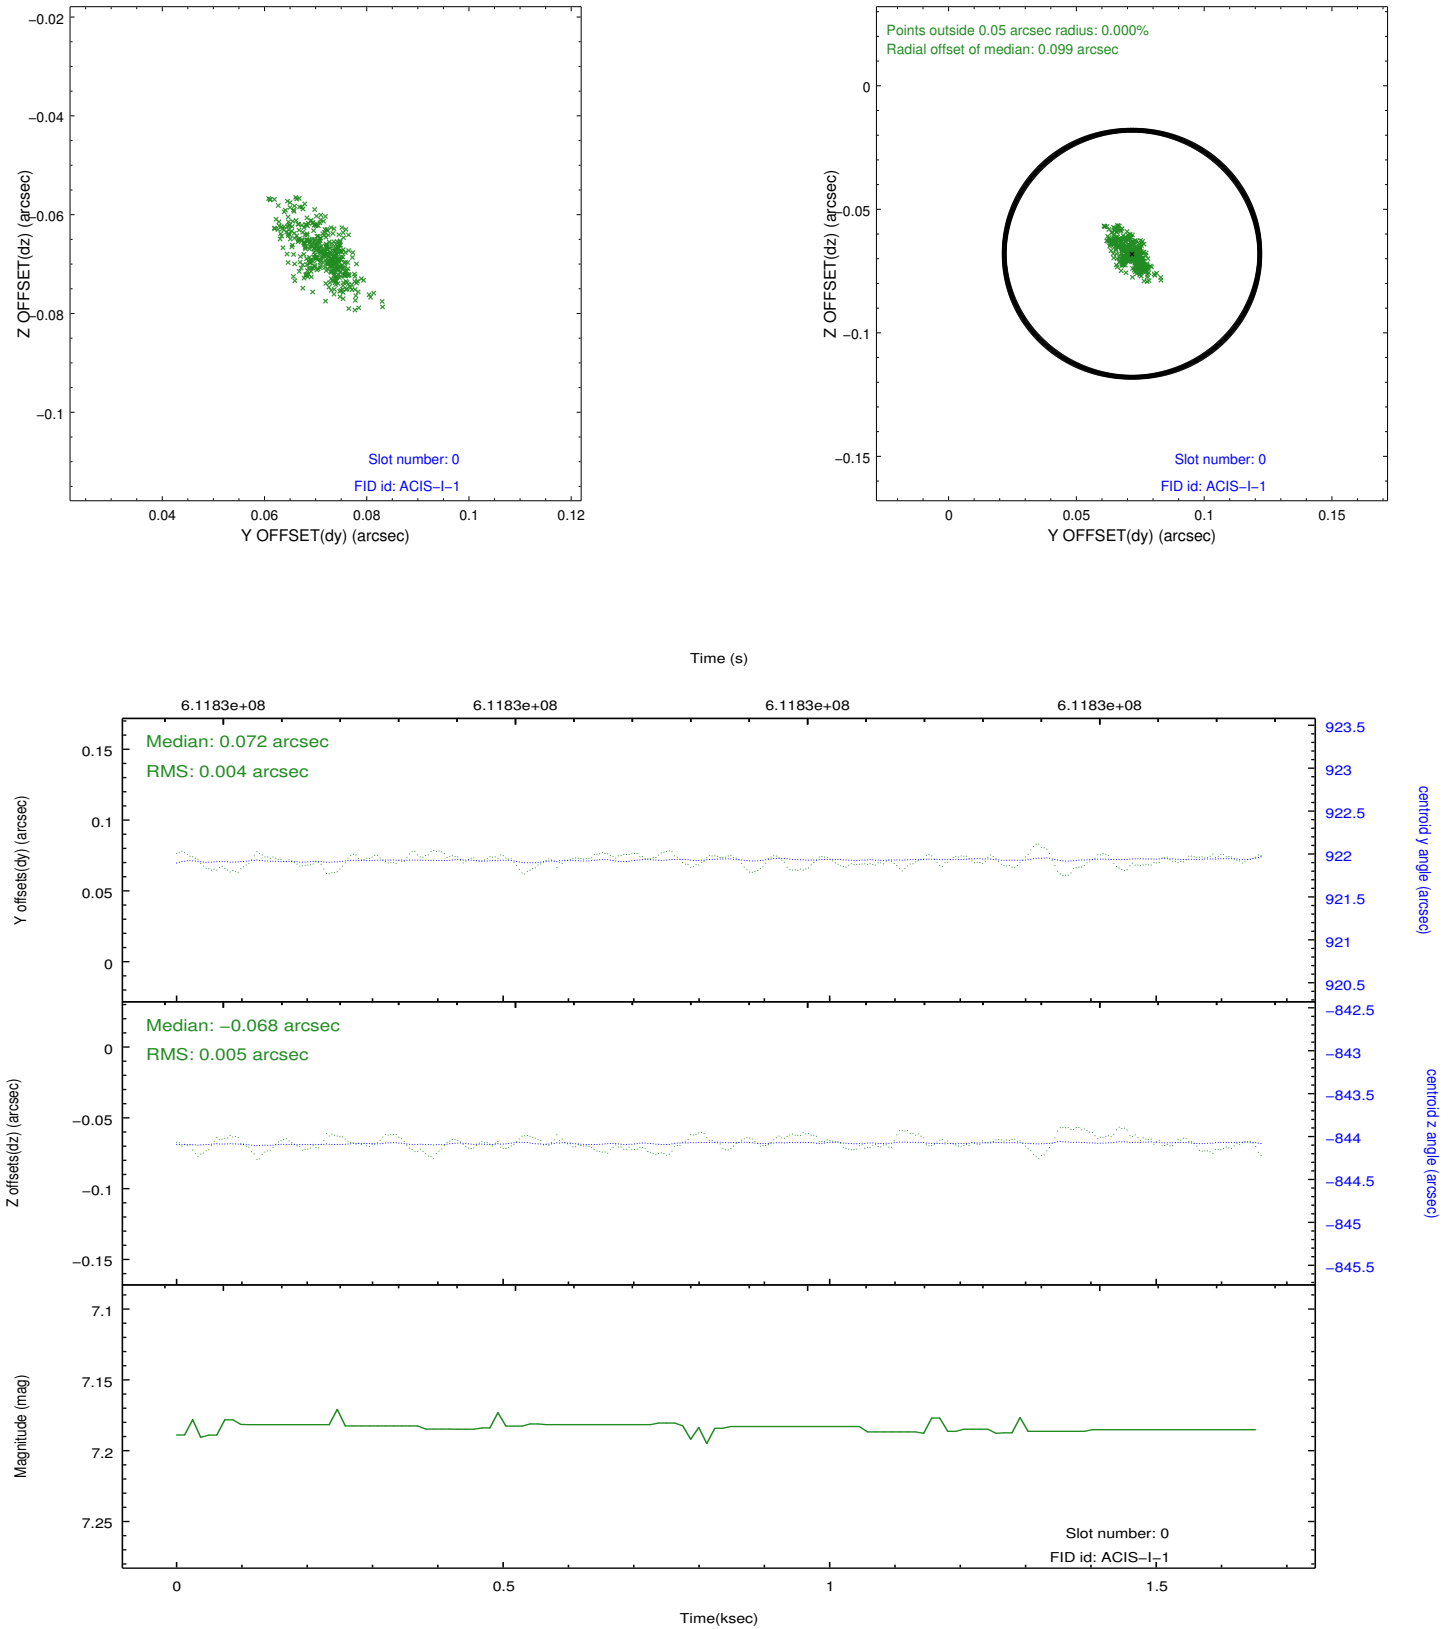 −0.02
−0.04
−0.06
−0.08
−0.1
Z OFFSET(dz) (arcsec)
Slot number: 0
FID id: ACIS−I−1
0.04
0.06
0.08
0.1
0.12
Y OFFSET(dy) (arcsec)
Points outside 0.05 arcsec radius: 0.000%
Radial offset of median: 0.099 arcsec
0
−0.05
−0.1
−0.15
Z OFFSET(dz) (arcsec)
Slot number: 0
FID id: ACIS−I−1
0
0.05
0.1
0.15
Y OFFSET(dy) (arcsec)
Time (s)
6.1183e+08
6.1183e+08
6.1183e+08
6.1183e+08
Median: 0.072 arcsec
RMS: 0.004 arcsec
0.15
0.1
0.05
0
Y offsets(dy) (arcsec)
923.5
923
922.5
922
921.5
921
920.5
centroid y angle (arcsec)
Median: −0.068 arcsec
RMS: 0.005 arcsec
0
−0.05
−0.1
−0.15
Z offsets(dz) (arcsec)
−842.5
−843
−843.5
−844
−844.5
−845
−845.5
centroid z angle (arcsec)
7.1
7.15
7.2
7.25
Magnitude (mag)
Slot number: 0
FID id: ACIS−I−1
0
0.5
1
1.5
Time(ksec)